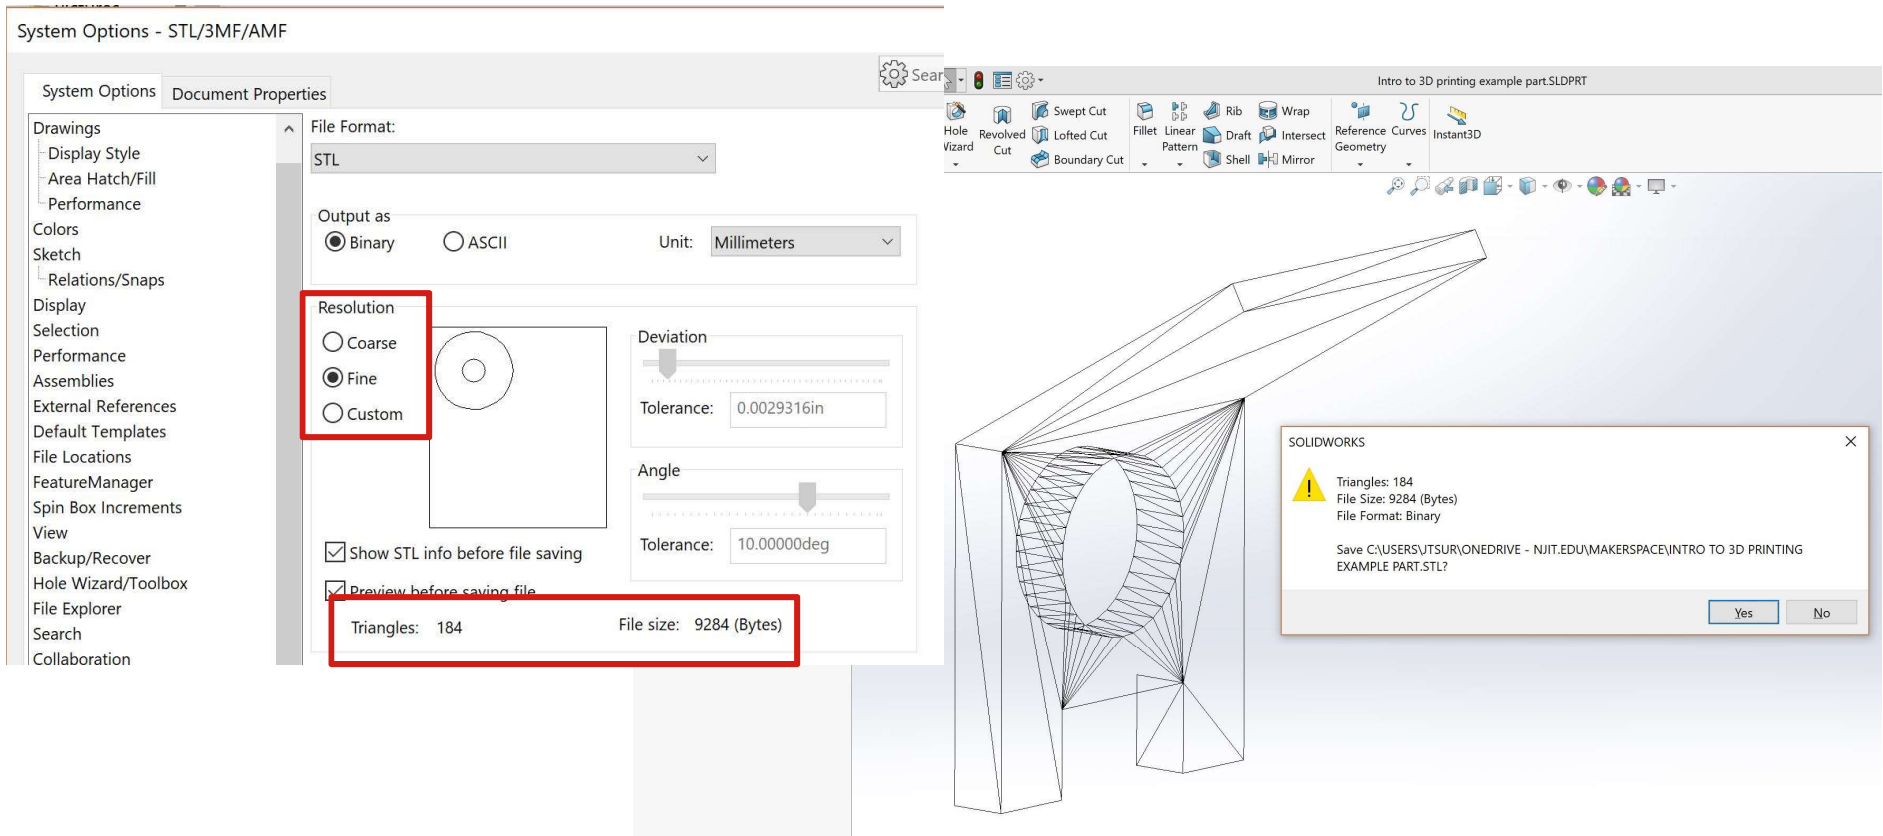 System Options - STL/3MF/AMF
Sear
System Options
Document Properties
Drawings
Display Style
Area Hatch/Fill
Performance
Colors
Sketch
Relations/Snaps
Display
Selection
Performance
Assemblies
External References
Default Templates
File Locations
FeatureManager
Spin Box Increments
View
Backup/Recover
Hole Wizard/Toolbox
File Explorer
Search
Collaboration
File Format:
STL
Output as
Binary
ASCII
Unit:
Millimeters
Resolution
Coarse
Fine
Custom
Deviation
Tolerance:
0.0029316in
Angle
Tolerance:
10.00000deg
Show STL info before file saving
Preview before saving file
Triangles: 184
File size: 9284 (Bytes)
Intro to 3D printing example part.SLDPRT
Hole
Wizard
Revolved
Cut
Swept Cut
Lofted Cut
Boundary Cut
Fillet
Linear
Pattern
Rib
Draft
Shell
Wrap
Intersect
Mirror
Reference
Geometry
Curves
Instant3D
SOLIDWORKS
Triangles: 184
File Size: 9284 (Bytes)
File Format: Binary
Save C:\USERS\JTSUR\ONEDRIVE - NJIT.EDU\MAKERSPACE\INTRO TO 3D PRINTING
EXAMPLE PART.STL?
Yes
No